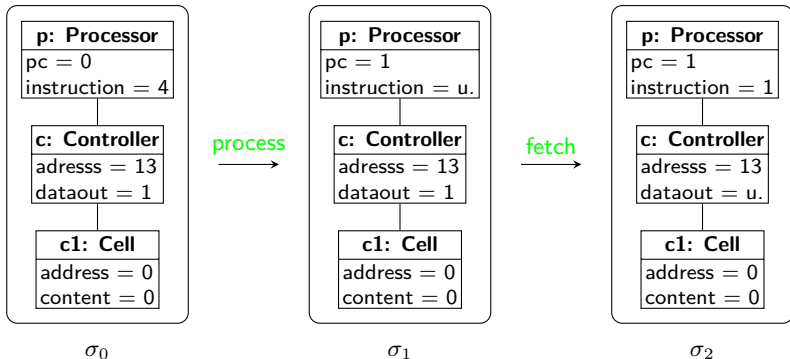 p: Processor
pc = 0
instruction = 4
c: Controller
adresss = 13
dataout = 1
c1: Cell
address = 0
content = 0
σ0
process
p: Processor
pc = 1
instruction = u.
c: Controller
adresss = 13
dataout = 1
c1: Cell
address = 0
content = 0
σ1
fetch
p: Processor
pc = 1
instruction = 1
c: Controller
adresss = 13
dataout = u.
c1: Cell
address = 0
content = 0
σ2